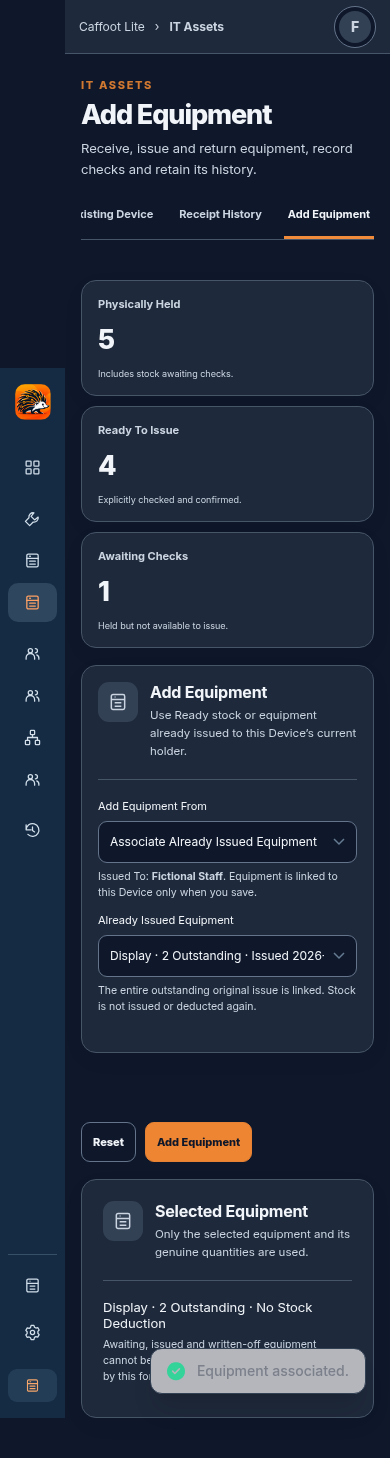 Caffoot Lite › IT Assets
F
IT ASSETS
Add Equipment
Receive, issue and return equipment, record
checks and retain its history.
Device Receipt History Add Equipment
Physically Held
5
Includes stock awaiting checks.
Ready To Issue
4
Explicitly checked and confirmed.
Awaiting Checks
1
Held but not available to issue.
Add Equipment
Use Ready stock or equipment
already issued to this Device's current
holder.
Add Equipment From
Associate Already Issued Equipment
Issued To: Fictional Staff. Equipment is linked to
this Device only when you save.
Already Issued Equipment
Display · 2 Outstanding · Issued 2026-
The entire outstanding original issue is linked. Stock
is not issued or deducted again.
Reset Add Equipment
Selected Equipment
Only the selected equipment and its
genuine quantities are used.
Display · 2 Outstanding · No Stock
Deduction
Awaiting, issued and written-off equipment
cannot be
by this
Equipment associated.